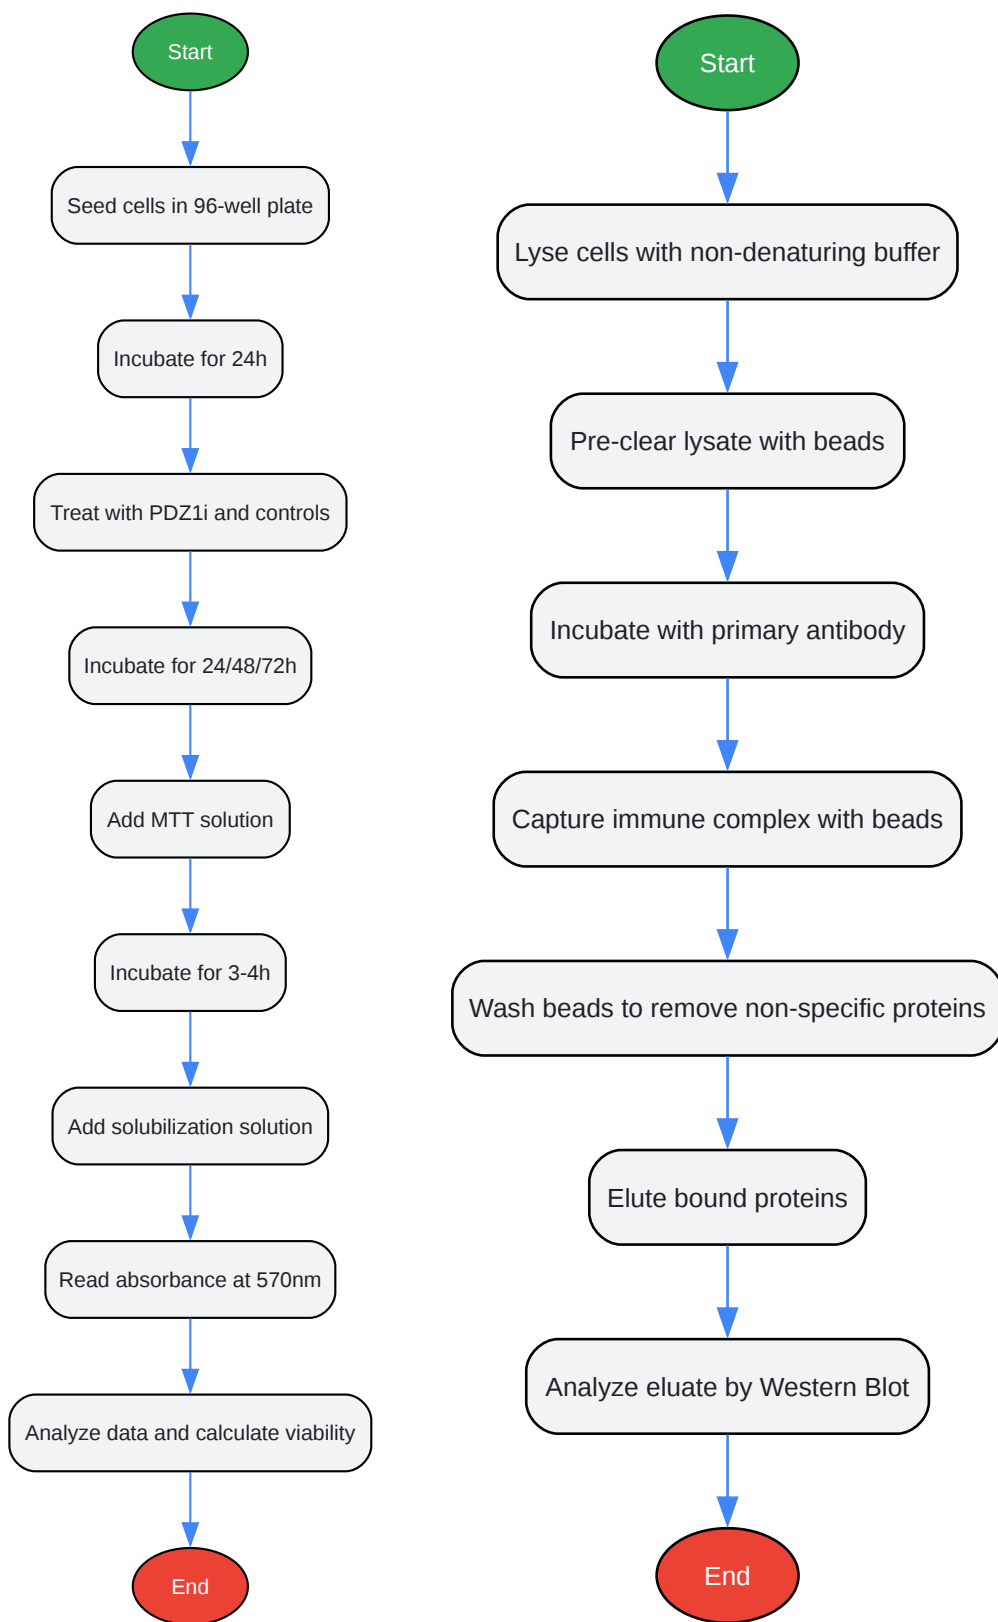 Start
Seed cells in 96-well plate
Incubate for 24h
Treat with PDZ1i and controls
Incubate for 24/48/72h
Add MTT solution
Incubate for 3-4h
Add solubilization solution
Read absorbance at 570nm
Analyze data and calculate viability
End
Start
Lyse cells with non-denaturing buffer
Pre-clear lysate with beads
Incubate with primary antibody
Capture immune complex with beads
Wash beads to remove non-specific proteins
Elute bound proteins
Analyze eluate by Western Blot
End